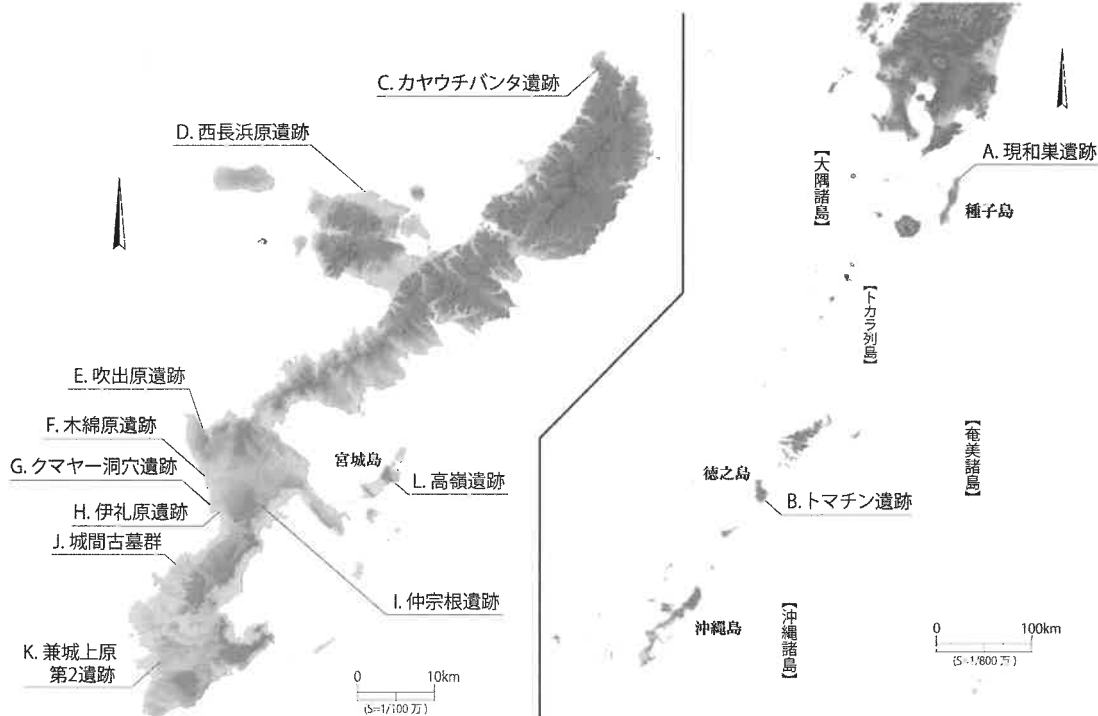 C. カヤウチバンタ遺跡
D. 西長浜原遺跡
E. 吹出原遺跡
F. 木綿原遺跡
G. クマヤー洞穴遺跡
H. 伊礼原遺跡
J. 城間古墓群
K. 兼城上原
第2遺跡
宮城島
L. 高嶺遺跡
I. 仲宗根遺跡
0 10km
(S=1/100万)
A. 現和巣遺跡
【大隅諸島】
種子島
【トカラ列島】
【奄美諸島】
徳之島
B. トマチン遺跡
沖縄島
【沖縄諸島】
0 100km
(S=1/800万)